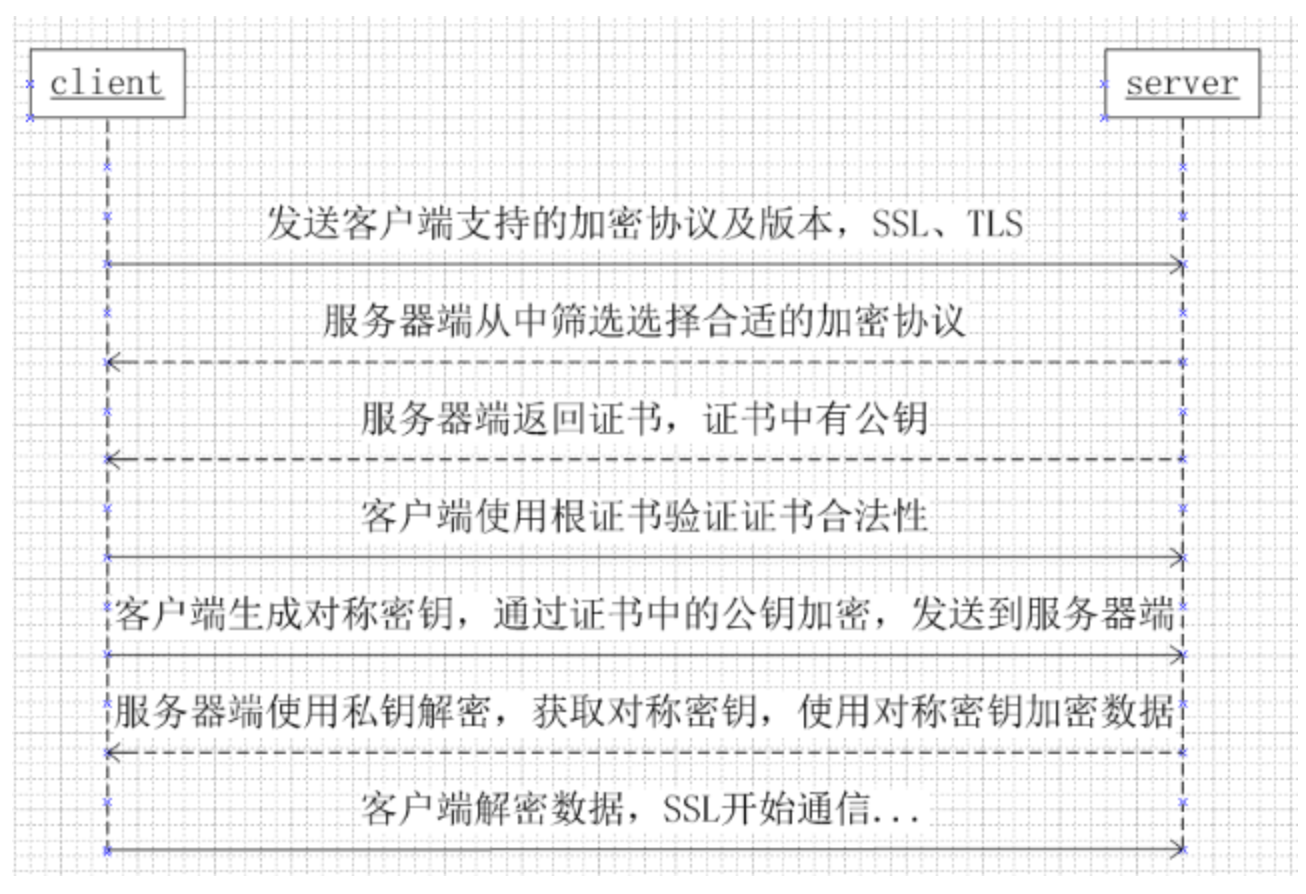 client
server
发送客户端支持的加密协议及版本，SSL、TLS
服务器端从中筛选选择合适的加密协议
服务器端返回证书，证书中有公钥
客户端使用根证书验证证书合法性
客户端生成对称密钥，通过证书中的公钥加密，发送到服务器端
服务器端使用私钥解密，获取对称密钥，使用对称密钥加密数据
客户端解密数据，SSL开始通信...